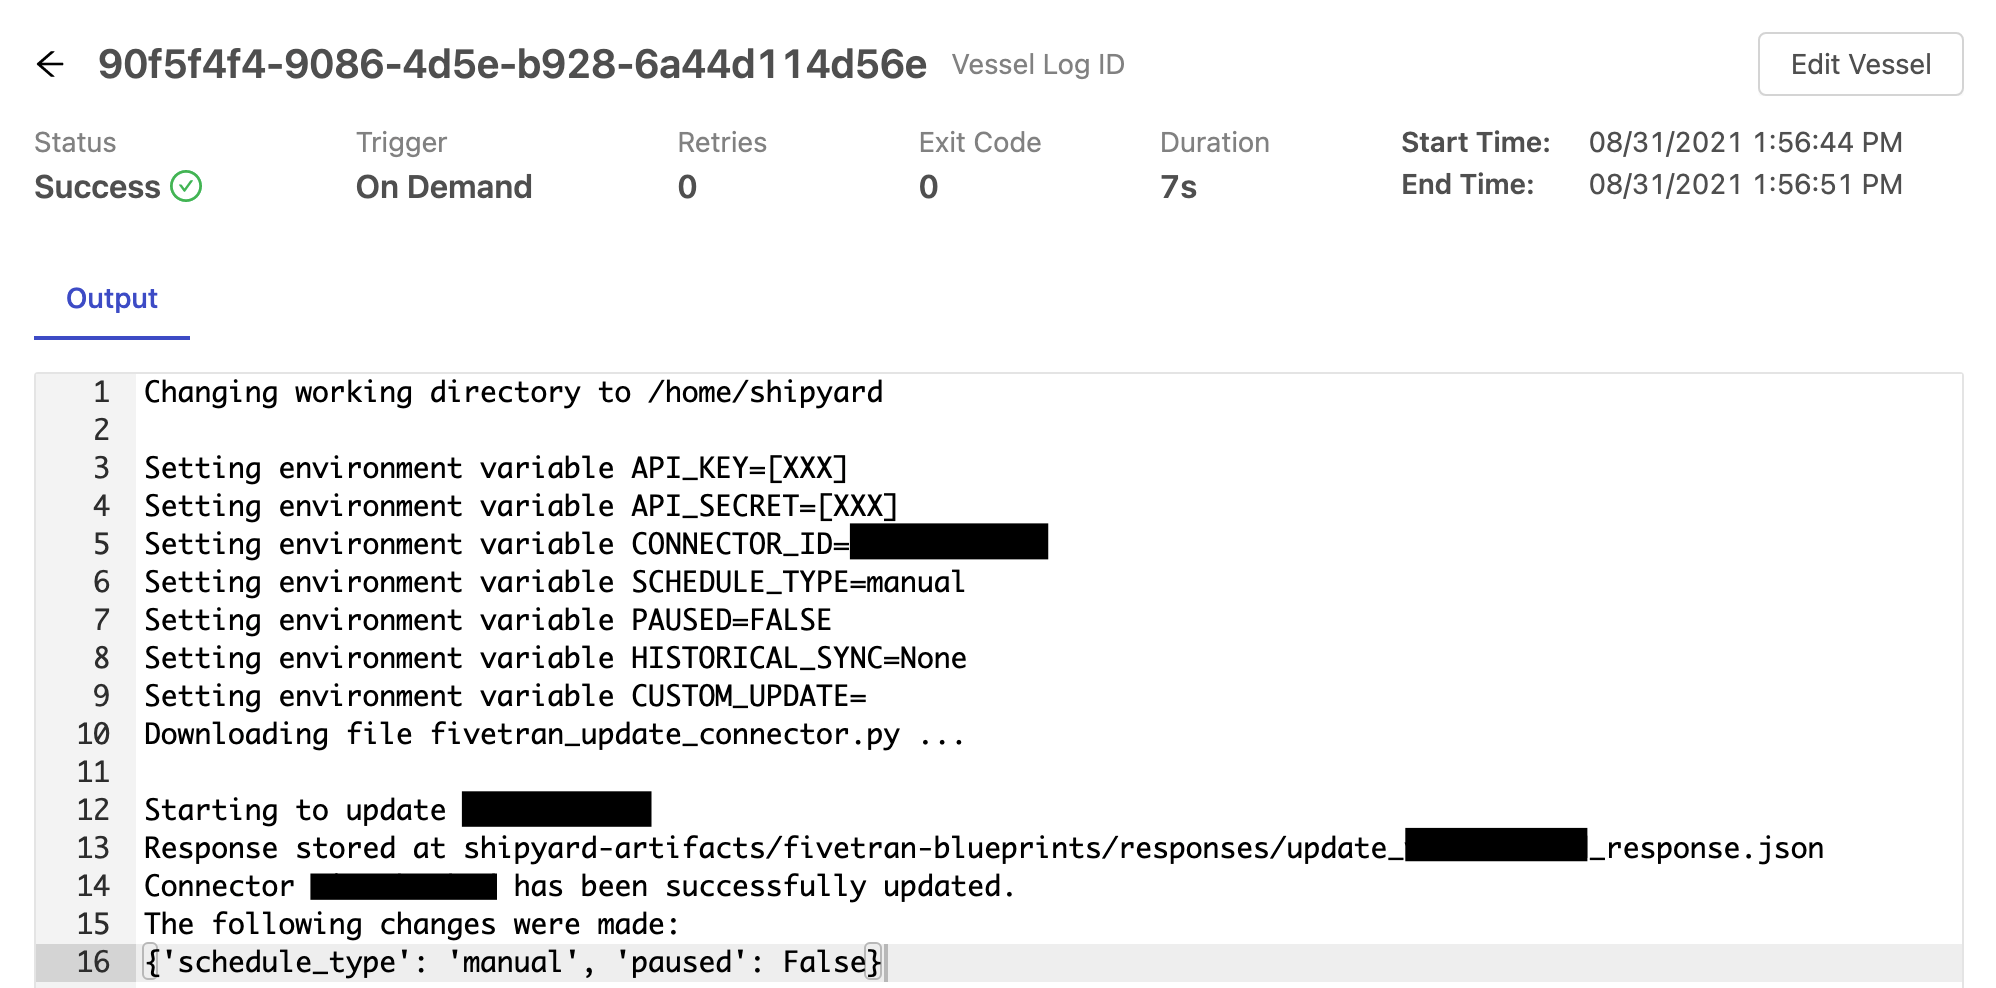 90f5f4f4-9086-4d5e-b928-6a44d114d56e Vessel Log ID Edit Vessel
Status Trigger Retries Exit Code Duration Start Time: 08/31/2021 1:56:44 PM
Success On Demand 0 0 7s End Time: 08/31/2021 1:56:51 PM
Output
1 Changing working directory to /home/shipyard
2
3 Setting environment variable API_KEY=[XXX]
4 Setting environment variable API_SECRET=[XXX]
5 Setting environment variable CONNECTOR_ID=
6 Setting environment variable SCHEDULE_TYPE=manual
7 Setting environment variable PAUSED=FALSE
8 Setting environment variable HISTORICAL_SYNC=None
9 Setting environment variable CUSTOM_UPDATE=
10 Downloading file fivetran_update_connector.py ...
11
12 Starting to update
13 Response stored at shipyard-artifacts/fivetran-blueprints/responses/update_ _response.json
14 Connector has been successfully updated.
15 The following changes were made:
16 {'schedule_type': 'manual', 'paused': False}